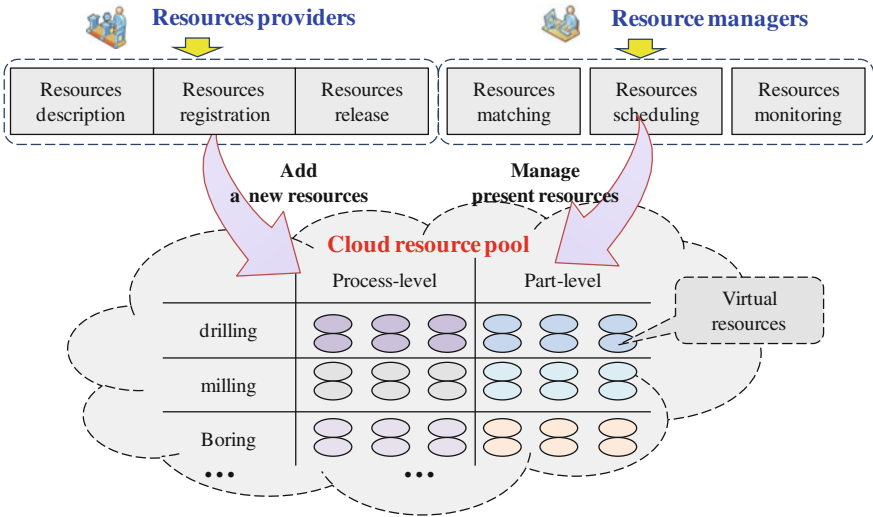 Resources providers
Resource managers
Resources
description
Resources
registration
Resources
release
Resources
matching
Resources
scheduling
Resources
monitoring
Add
a new resources
Manage
present resources
Cloud resource pool
Process-level
Part-level
Virtual
resources
drilling
milling
Boring
•••
•••